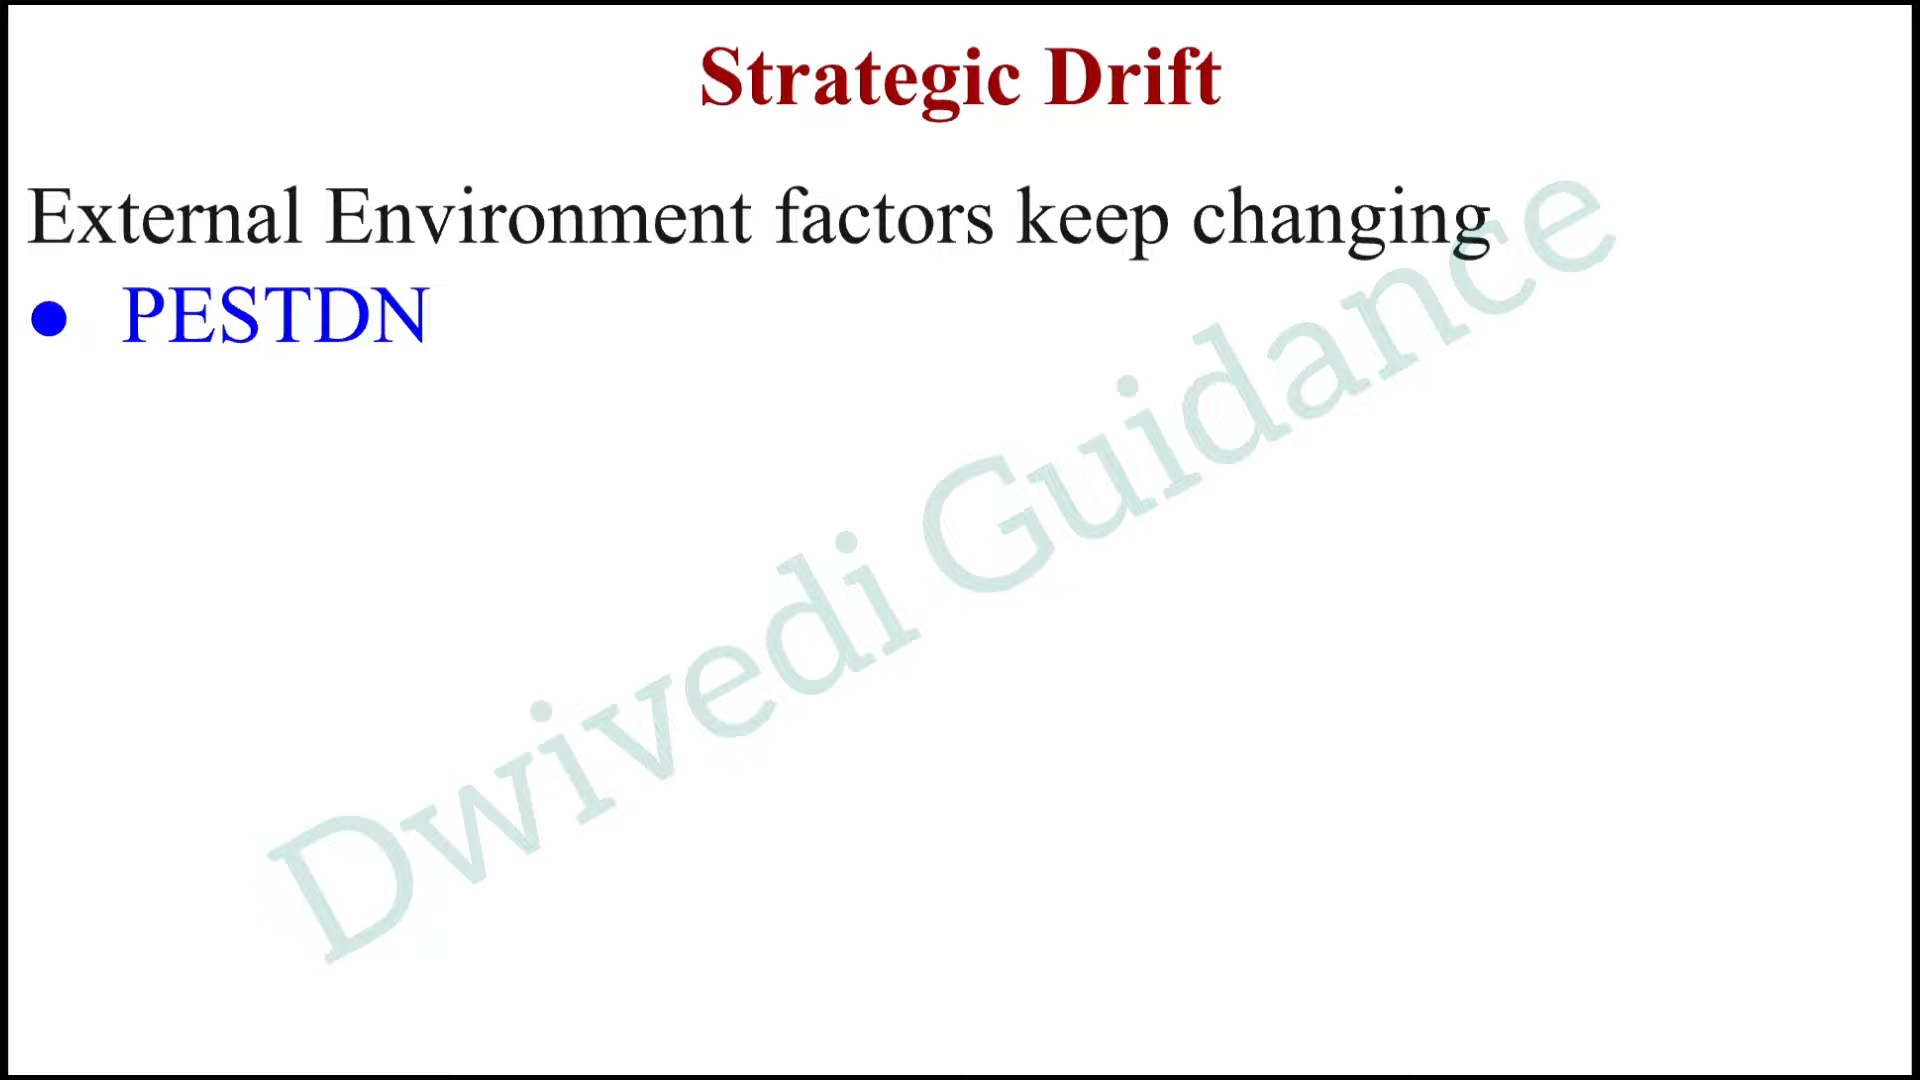 Strategic Drift
External Environment factors keep changing
● PESTDN
Dwivedi Guidance